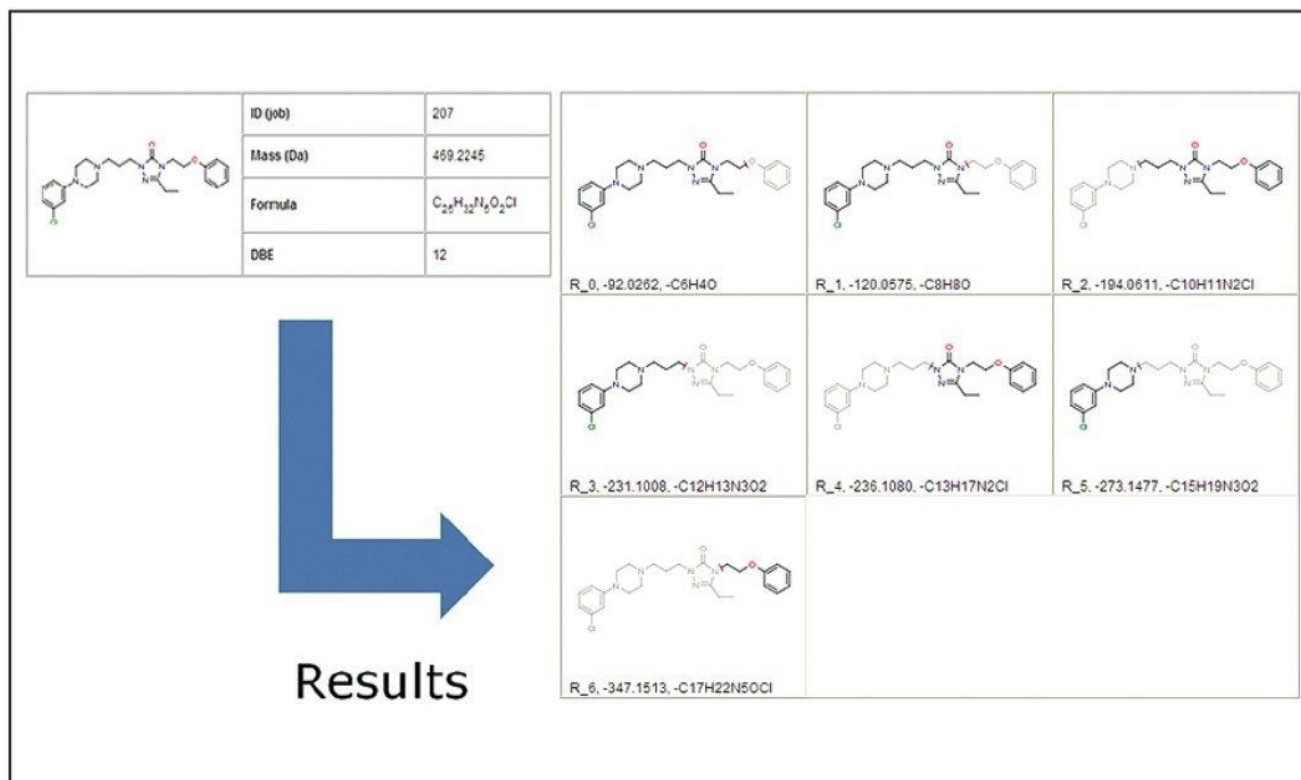 ID (job) 207
Mass (Da) 469.2245
Formula C25H32N5O2Cl
DBE 12
R_0, -92.0262, -C6H4O
R_1, -120.0575, -C8H8O
R_2, -194.0611, -C10H11N2Cl
R_3, -231.1008, -C12H13N3O2
R_4, -236.1080, -C13H17N2Cl
R_5, -273.1477, -C15H19N3O2
R_6, -347.1513, -C17H22N5OCl
Results